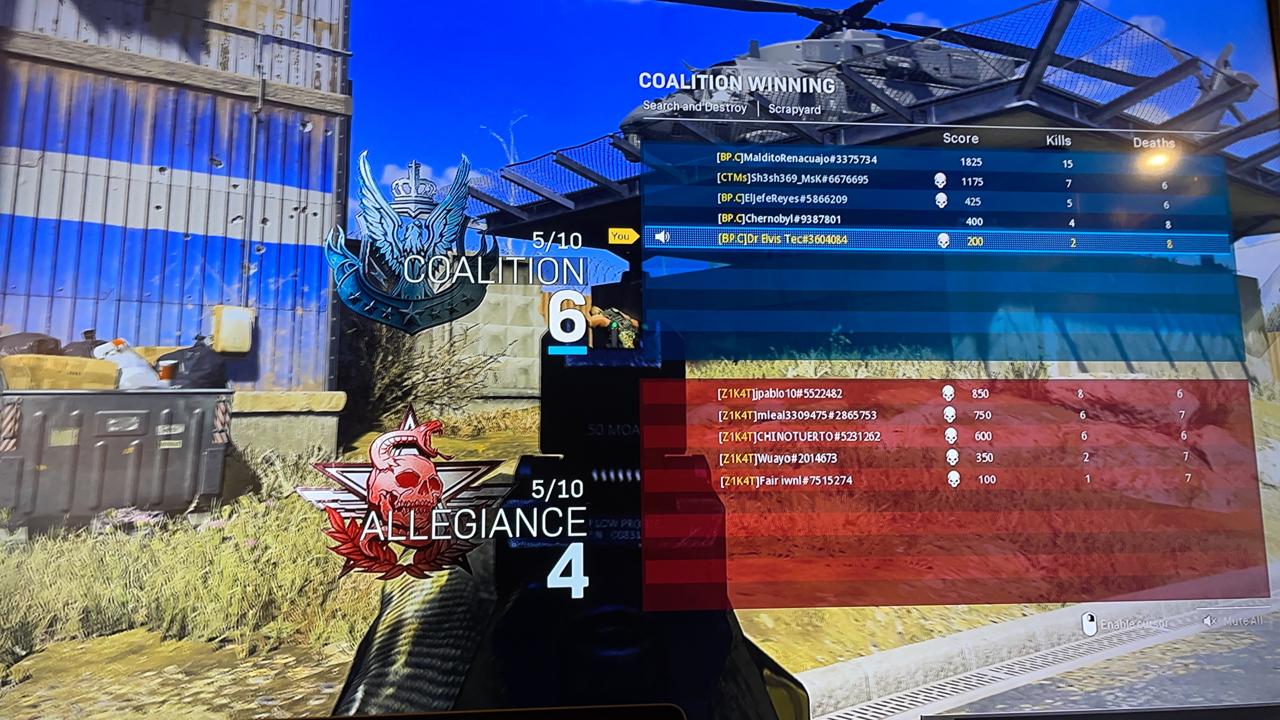 COALITION WINNING
Search and Destroy | Scrapyard
Score Kills Deaths
[BP.C]MalditoRenacuajo#3375734 1825 15
[CTMs]Sh3sh369_MsK#6676695 1175 7 6
[BP.C]ElJefeReyes#5866209 425 5 6
[BP.C]Chernobyl#9387801 400 4 8
You [BP.C]Dr Elvis Tec#3604084 200 2 8
5/10
COALITION
6
[Z1K4T]jpablo10#5522482 850 8 6
[Z1K4T]mleal3309475#2865753 750 6 7
[Z1K4T]CHINOTUERTO#5231262 600 6 6
[Z1K4T]Wuayo#2014673 350 2 7
[Z1K4T]Fair iwnl#7515274 100 1 7
5/10
ALLEGIANCE
4
50 MOA
Enable cursor Mute All